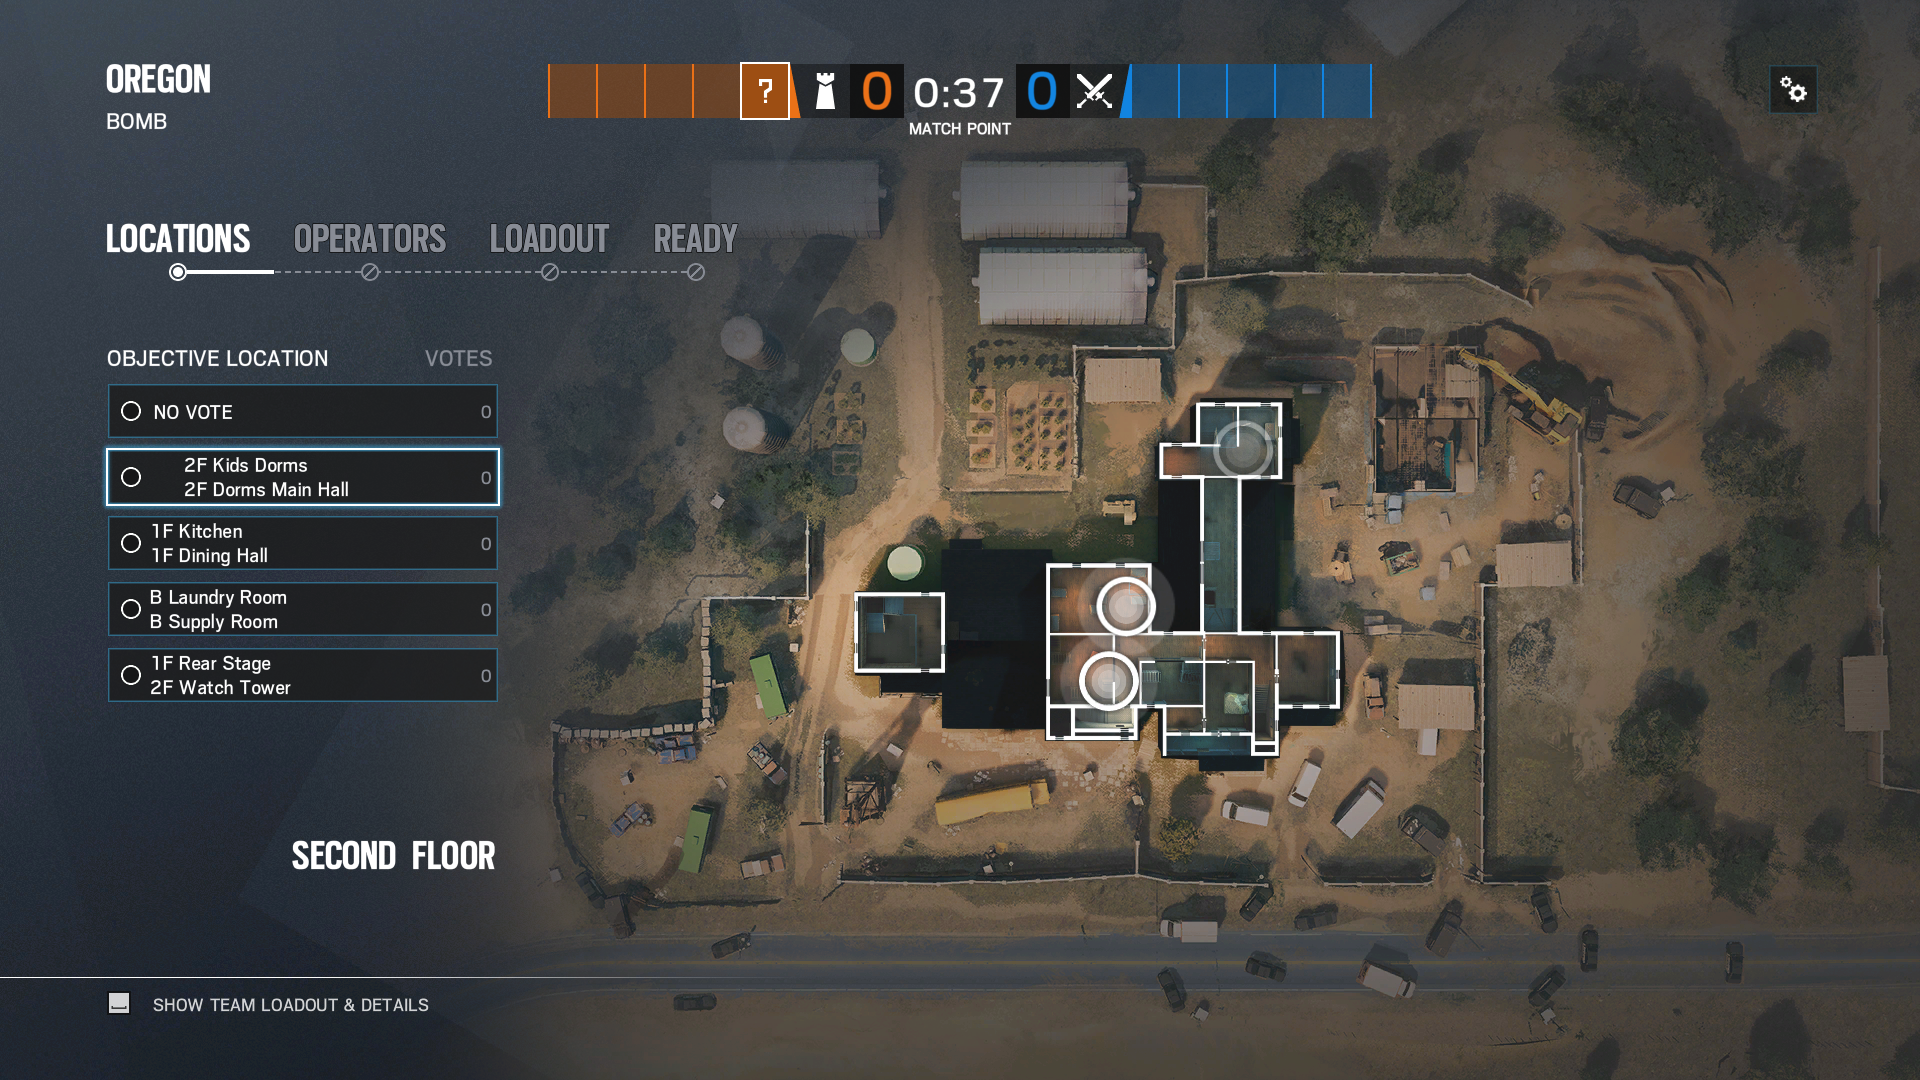 OREGON
BOMB
?
0
0:37
0
MATCH POINT
LOCATIONS
OPERATORS
LOADOUT
READY
OBJECTIVE LOCATION
VOTES
NO VOTE
0
2F Kids Dorms
2F Dorms Main Hall
0
1F Kitchen
1F Dining Hall
0
B Laundry Room
B Supply Room
0
1F Rear Stage
2F Watch Tower
0
SECOND FLOOR
SHOW TEAM LOADOUT & DETAILS